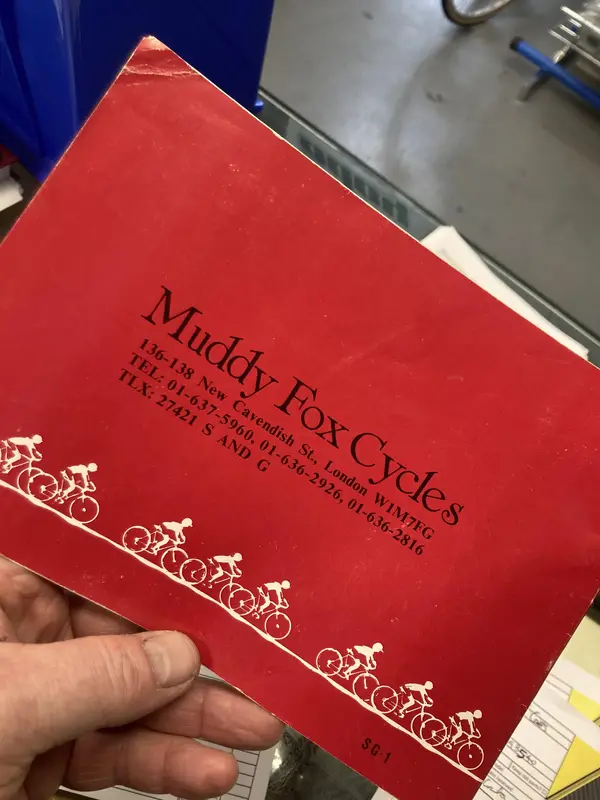 Muddy Fox Cycles
136-138 New Cavendish St., London W1M7FG
TEL: 01-637-5960, 01-636-2926, 01-636-2816
TLX: 27421 S AND G
SG·1